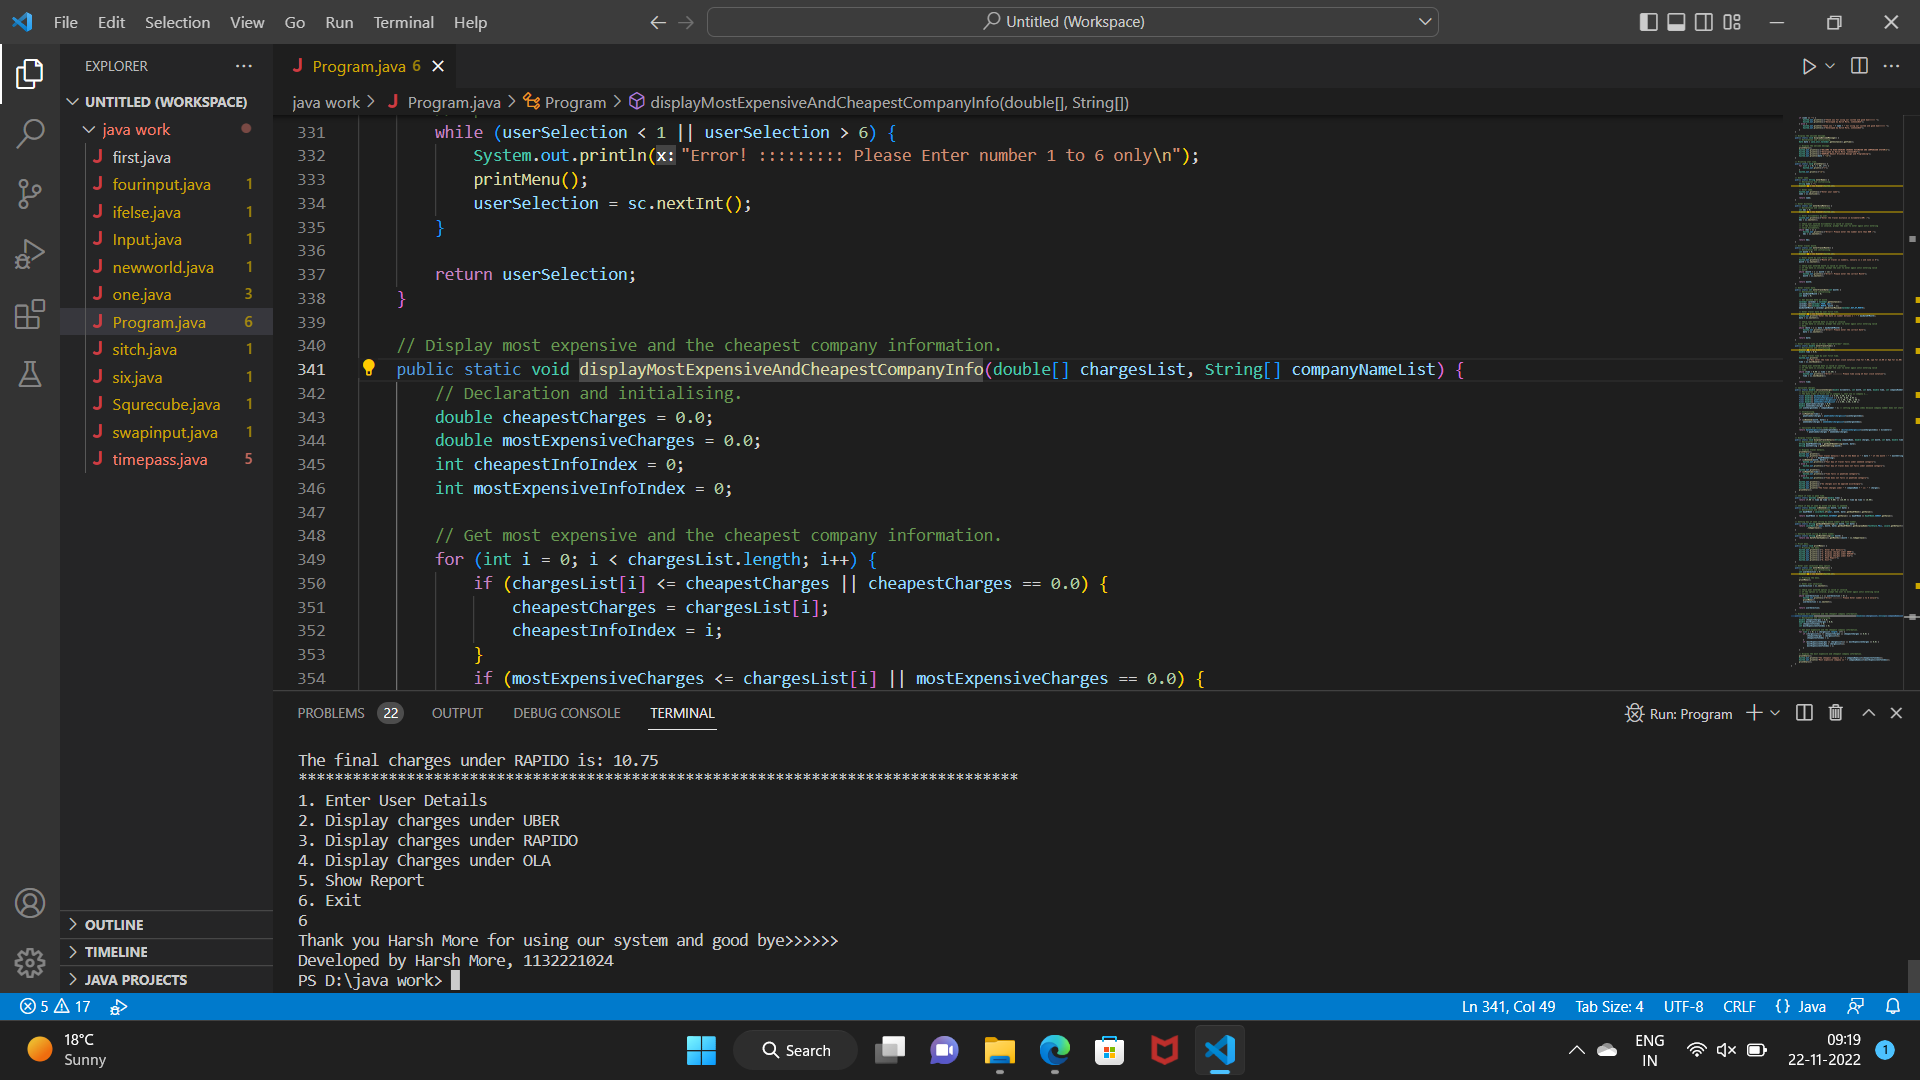 File Edit Selection View Go Run Terminal Help
Untitled (Workspace)
EXPLORER
Program.java 6
UNTITLED (WORKSPACE)
java work
first.java
fourinput.java 1
ifelse.java 1
Input.java 1
newworld.java 1
one.java 3
Program.java 6
sitch.java 1
six.java 1
Squrecube.java 1
swapinput.java 1
timepass.java 5
OUTLINE
TIMELINE
JAVA PROJECTS
java work > Program.java > Program > displayMostExpensiveAndCheapestCompanyInfo(double[], String[])
331 while (userSelection < 1 || userSelection > 6) {
332 System.out.println(x: "Error! ::::::::: Please Enter number 1 to 6 only\n");
333 printMenu();
334 userSelection = sc.nextInt();
335 }
336
337 return userSelection;
338 }
339
340 // Display most expensive and the cheapest company information.
341 public static void displayMostExpensiveAndCheapestCompanyInfo(double[] chargesList, String[] companyNameList) {
342 // Declaration and initialising.
343 double cheapestCharges = 0.0;
344 double mostExpensiveCharges = 0.0;
345 int cheapestInfoIndex = 0;
346 int mostExpensiveInfoIndex = 0;
347
348 // Get most expensive and the cheapest company information.
349 for (int i = 0; i < chargesList.length; i++) {
350 if (chargesList[i] <= cheapestCharges || cheapestCharges == 0.0) {
351 cheapestCharges = chargesList[i];
352 cheapestInfoIndex = i;
353 }
354 if (mostExpensiveCharges <= chargesList[i] || mostExpensiveCharges == 0.0) {
PROBLEMS 22 OUTPUT DEBUG CONSOLE TERMINAL
Run: Program
The final charges under RAPIDO is: 10.75
********************************************************************************
1. Enter User Details
2. Display charges under UBER
3. Display charges under RAPIDO
4. Display Charges under OLA
5. Show Report
6. Exit
6
Thank you Harsh More for using our system and good bye>>>>>>
Developed by Harsh More, 1132221024
PS D:\java work>
5 17
Ln 341, Col 49 Tab Size: 4 UTF-8 CRLF {} Java
18°C
Sunny
Search
ENG
IN
09:19
22-11-2022
1